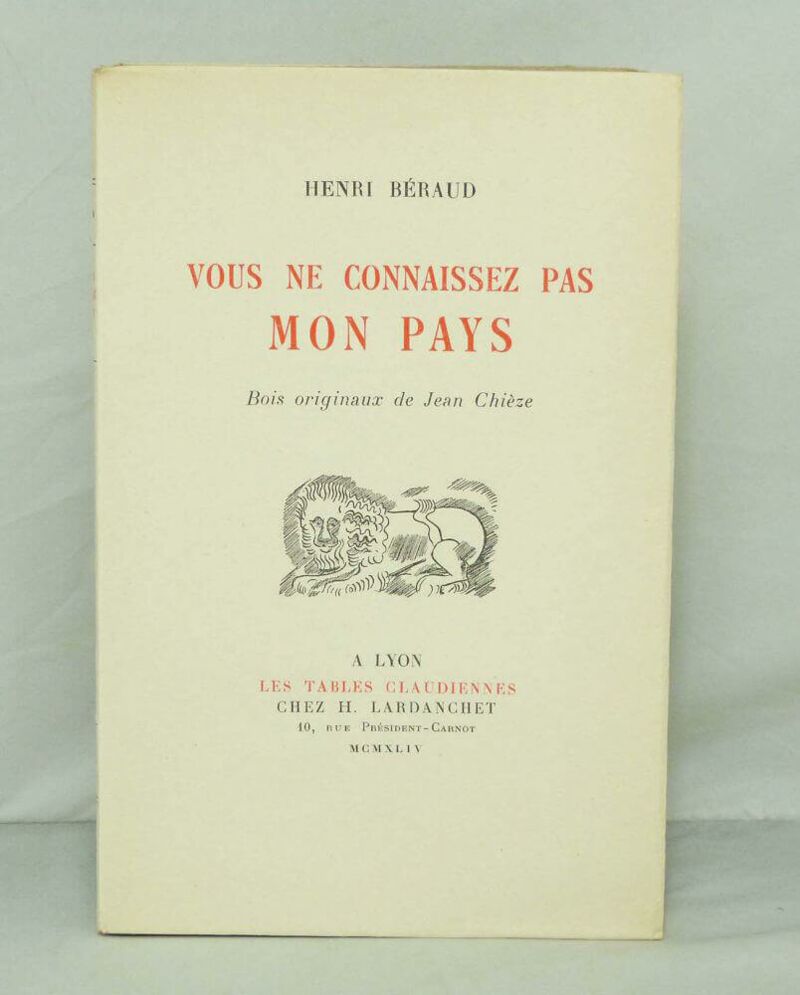 HENRI BÉRAUD
VOUS NE CONNAISSEZ PAS
MON PAYS
Bois originaux de Jean Chièze
A LYON
LES TABLES CLAUDIENNES
CHEZ H. LARDANCHET
10, RUE PRÉSIDENT-CARNOT
MCMXLIV